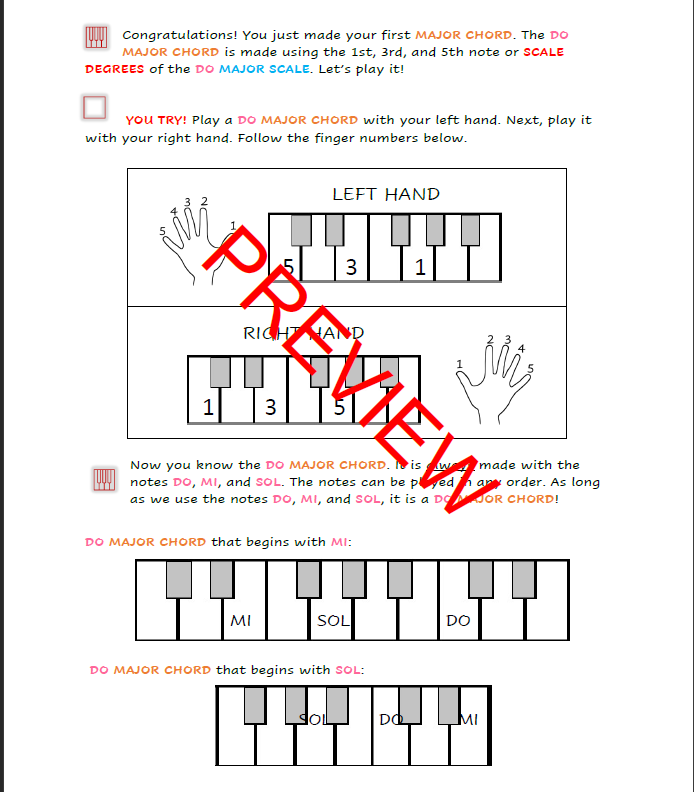 Congratulations! You just made your first MAJOR CHORD. The DO
MAJOR CHORD is made using the 1st, 3rd, and 5th note or SCALE
DEGREES of the DO MAJOR SCALE. Let's play it!
YOU TRY! Play a DO MAJOR CHORD with your left hand. Next, play it
with your right hand. Follow the finger numbers below.
LEFT HAND
5 4 3 2 1
5 3 1
RIGHT HAND
1 3 5
1 2 3 4 5
PREVIEW
Now you know the DO MAJOR CHORD. It is always made with the
notes DO, MI, and SOL. The notes can be played in any order. As long
as we use the notes DO, MI, and SOL, it is a DO MAJOR CHORD!
DO MAJOR CHORD that begins with MI:
MI SOL DO
DO MAJOR CHORD that begins with SOL:
SOL DO MI